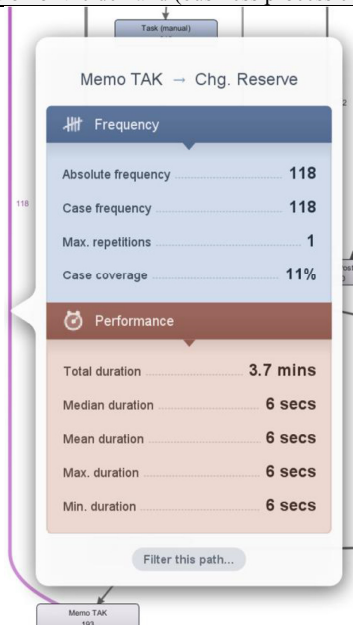 Task (manual)
Memo TAK → Chg. Reserve
Frequency
Absolute frequency 118
Case frequency 118
Max. repetitions 1
Case coverage 11%
Performance
Total duration 3.7 mins
Median duration 6 secs
Mean duration 6 secs
Max. duration 6 secs
Min. duration 6 secs
Filter this path...
118
2
Memo TAK
193